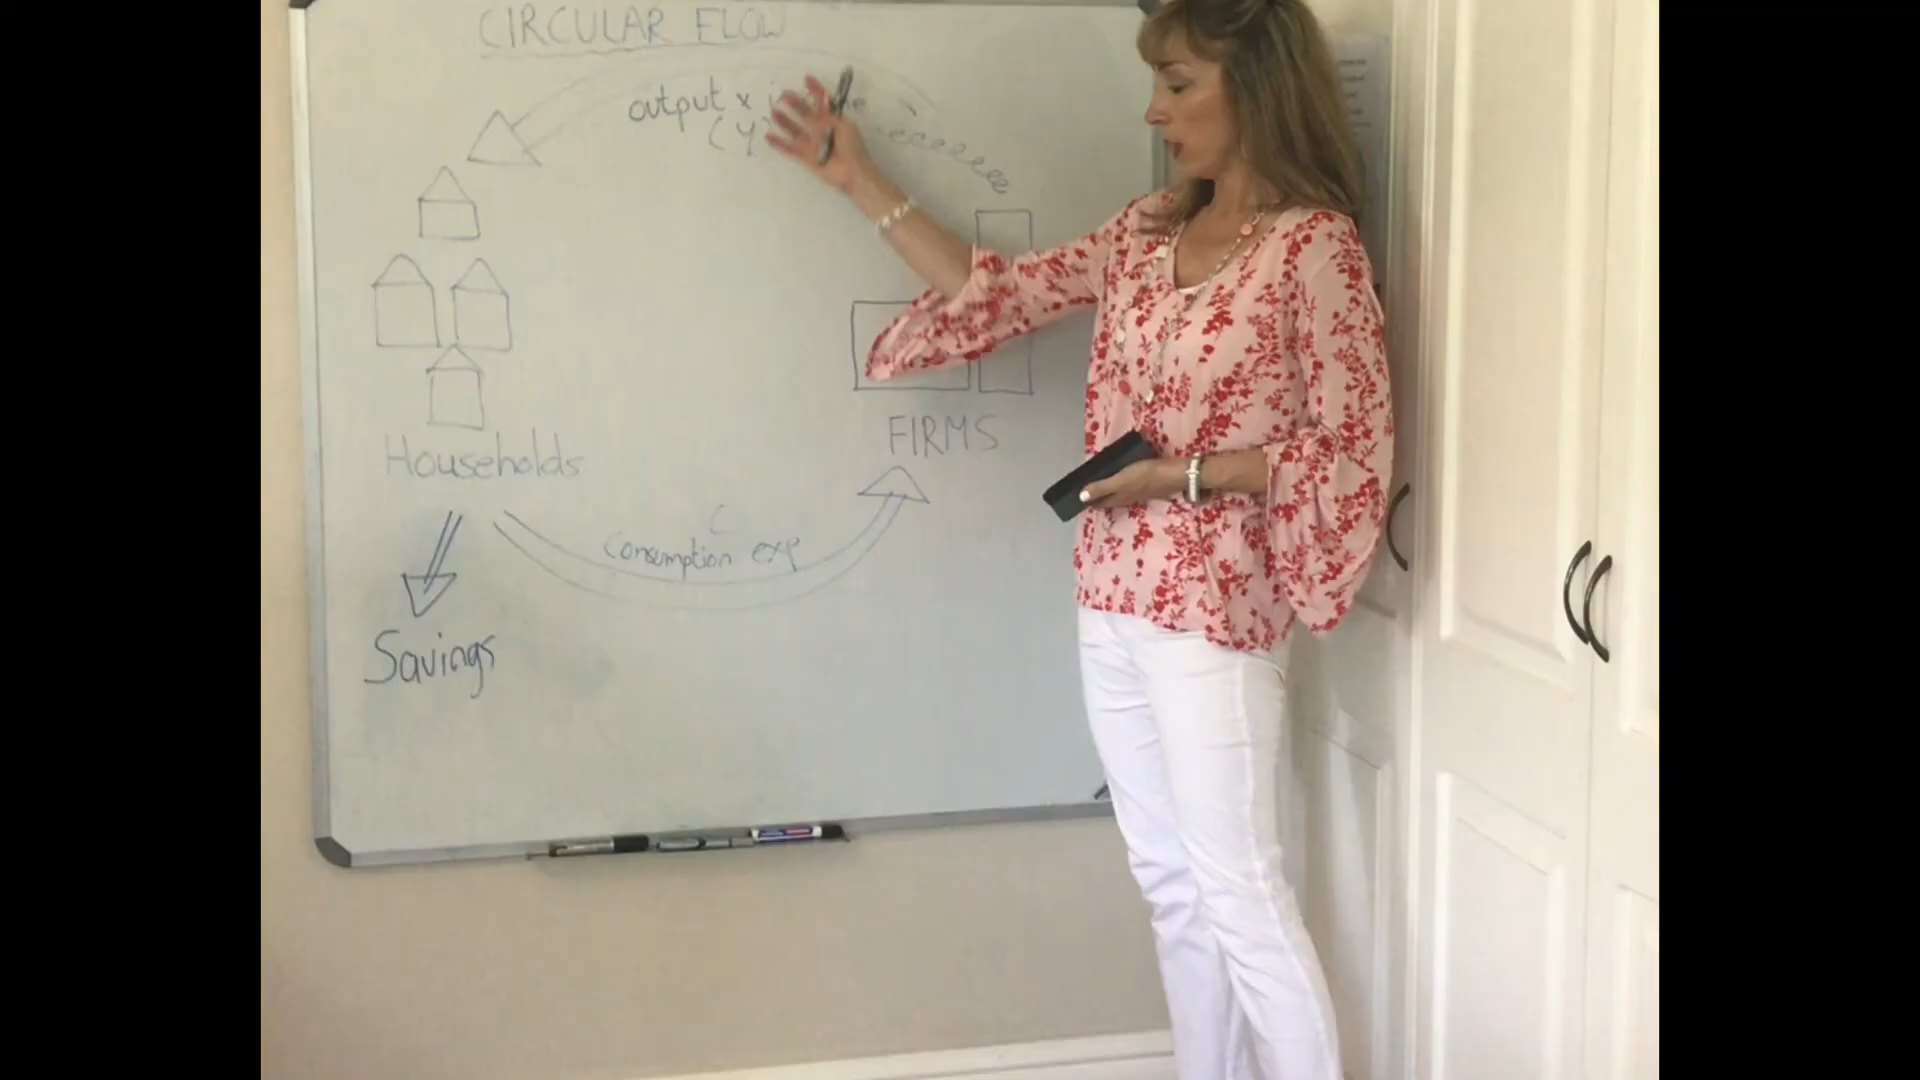 CIRCULAR FLOW
output x
(Y
Households
FIRMS
C
Consumption exp
Savings